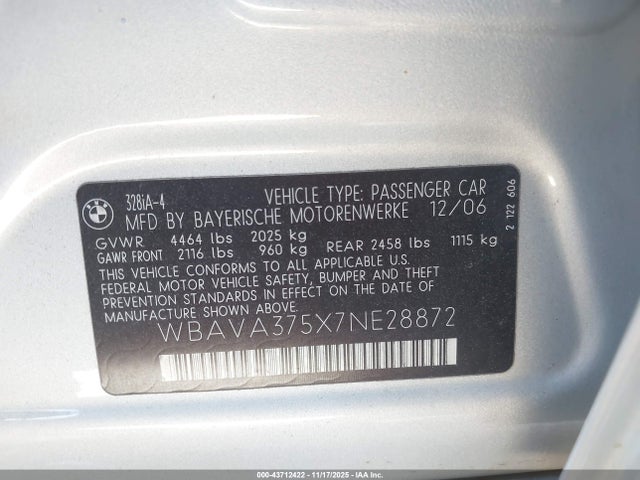 BMW
328iA-4
VEHICLE TYPE: PASSENGER CAR
MFD BY BAYERISCHE MOTORENWERKE 12/06
GVWR 4464 lbs 2025 kg
GAWR FRONT 2116 lbs 960 kg REAR 2458 lbs 1115 kg
THIS VEHICLE CONFORMS TO ALL APPLICABLE U.S.
FEDERAL MOTOR VEHICLE SAFETY, BUMPER AND THEFT
PREVENTION STANDARDS IN EFFECT ON THE DATE OF
MANUFACTURE SHOWN ABOVE.
WBAVA375X7NE28872
2 122 606
000-43712422 - 11/17/2025 - IAAI.COM